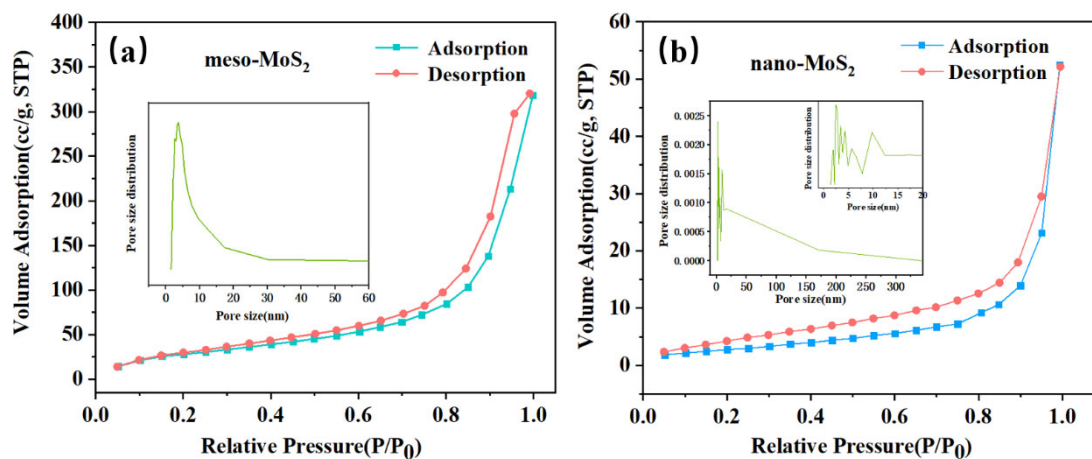 (a)
meso-MoS2
Adsorption
Desorption
Volume Adsorption(cc/g, STP)
400
350
300
250
200
150
100
50
0
0.0 0.2 0.4 0.6 0.8 1.0
Relative Pressure(P/P0)
Pore size distribution
0 10 20 30 40 50 60
Pore size(nm)
(b)
nano-MoS2
Adsorption
Desorption
Volume Adsorption(cc/g, STP)
60
50
40
30
20
10
0
0.0 0.2 0.4 0.6 0.8 1.0
Relative Pressure(P/P0)
Pore size distribution
0.0025
0.0020
0.0015
0.0010
0.0005
0.0000
0 50 100 150 200 250 300
Pore size(nm)
Pore size distribution
0 5 10 15 20
Pore size(nm)